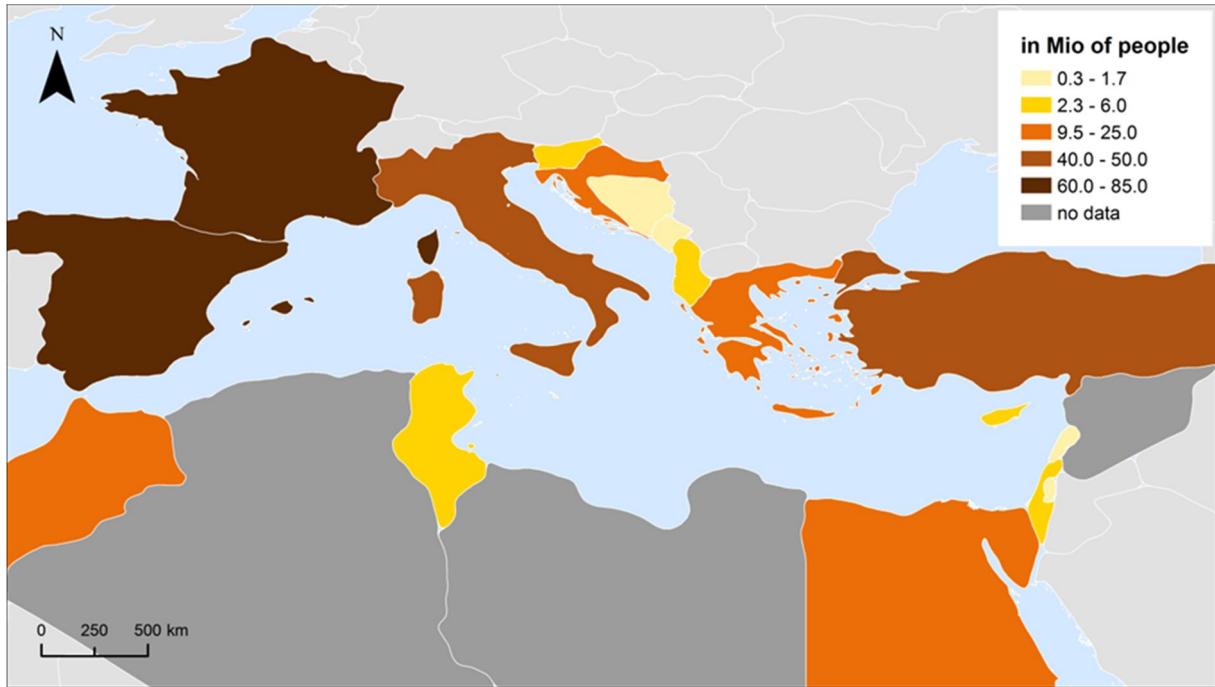 N
in Mio of people
0.3 - 1.7
2.3 - 6.0
9.5 - 25.0
40.0 - 50.0
60.0 - 85.0
no data
0 250 500 km